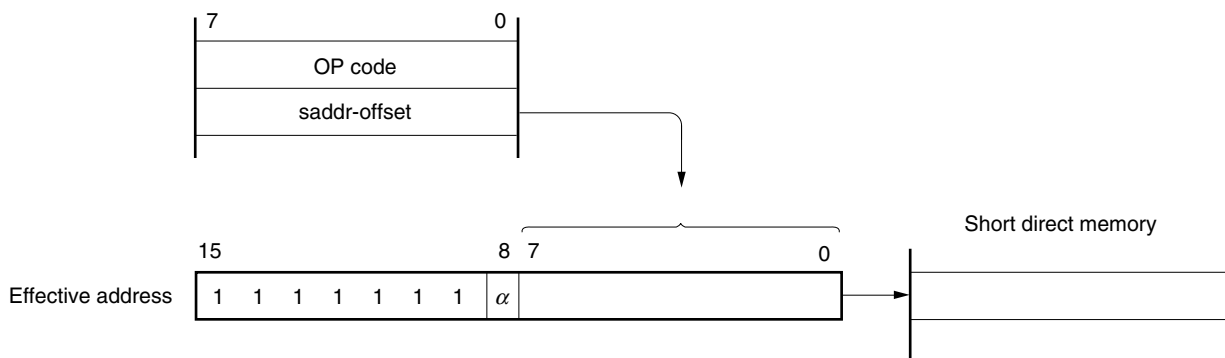 7 0
OP code
saddr-offset
Short direct memory
15 8 7 0
Effective address 1 1 1 1 1 1 1 α